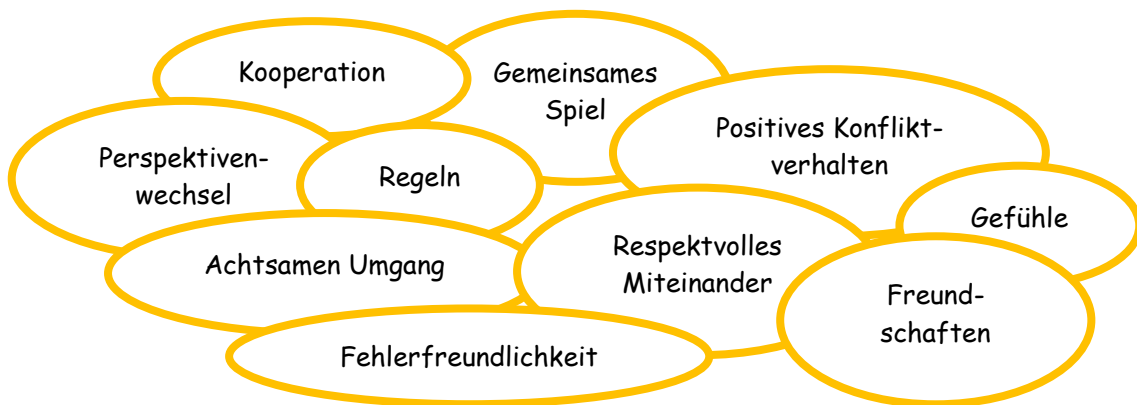 Kooperation
Gemeinsames
Spiel
Positives Konflikt-
verhalten
Perspektiven-
wechsel
Regeln
Gefühle
Achtsamen Umgang
Respektvolles
Miteinander
Freund-
schaften
Fehlerfreundlichkeit